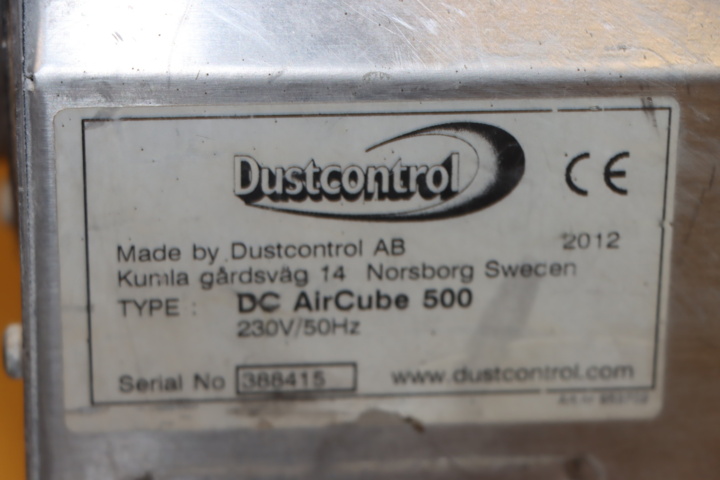 Dustcontrol
CE
Made by Dustcontrol AB 2012
Kumla gårdsväg 14 Norsborg Sweden
TYPE : DC AirCube 500
230V/50Hz
Serial No 388415 www.dustcontrol.com